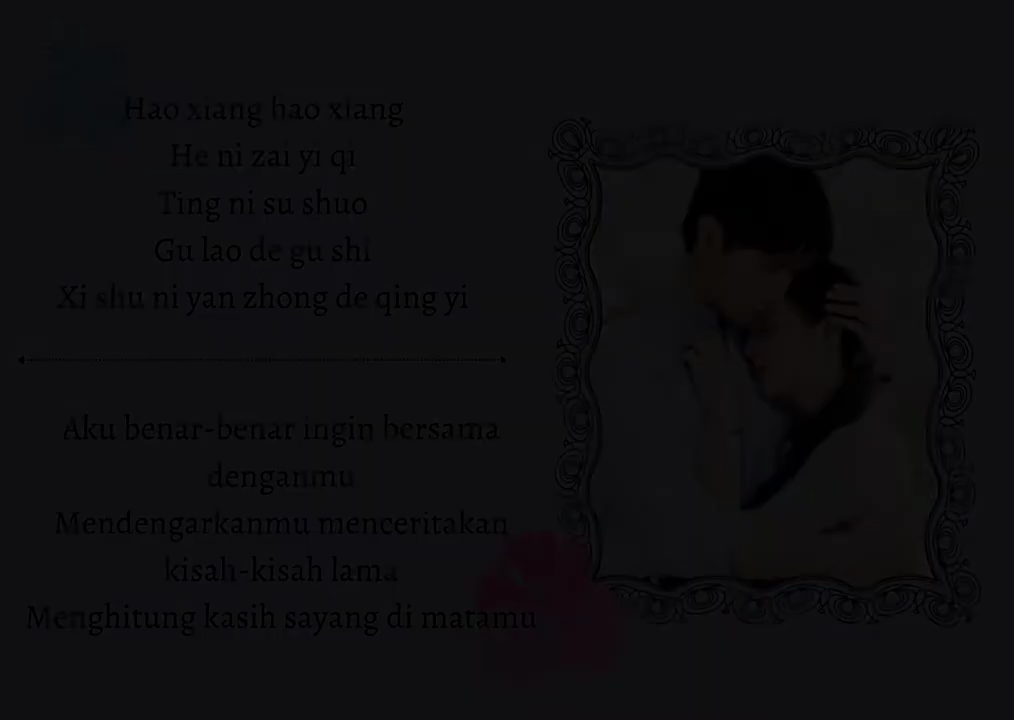 Hao xiang hao xiang
He ni zai yi qi
Ting ni su shuo
Gu lao de gu shi
Xi shu ni yan zhong de qing yi
Aku benar-benar ingin bersama
denganmu
Mendengarkanmu menceritakan
kisah-kisah lama
Menghitung kasih sayang di matamu